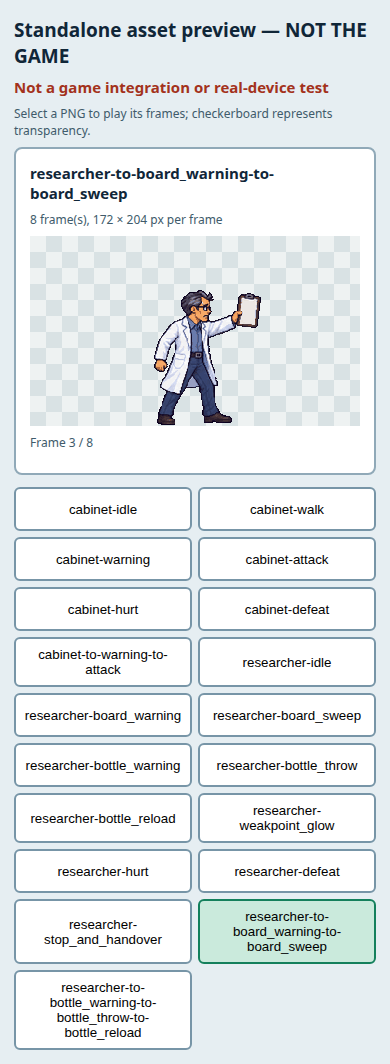 Standalone asset preview — NOT THE
GAME
Not a game integration or real-device test
Select a PNG to play its frames; checkerboard represents
transparency.
researcher-to-board_warning-to-
board_sweep
8 frame(s), 172 × 204 px per frame
Frame 3 / 8
cabinet-idle
cabinet-walk
cabinet-warning
cabinet-attack
cabinet-hurt
cabinet-defeat
cabinet-to-warning-to-
attack
researcher-idle
researcher-board_warning
researcher-board_sweep
researcher-bottle_warning
researcher-bottle_throw
researcher-bottle_reload
researcher-
weakpoint_glow
researcher-hurt
researcher-defeat
researcher-
stop_and_handover
researcher-to-
board_warning-to-
board_sweep
researcher-to-
bottle_warning-to-
bottle_throw-to-
bottle_reload